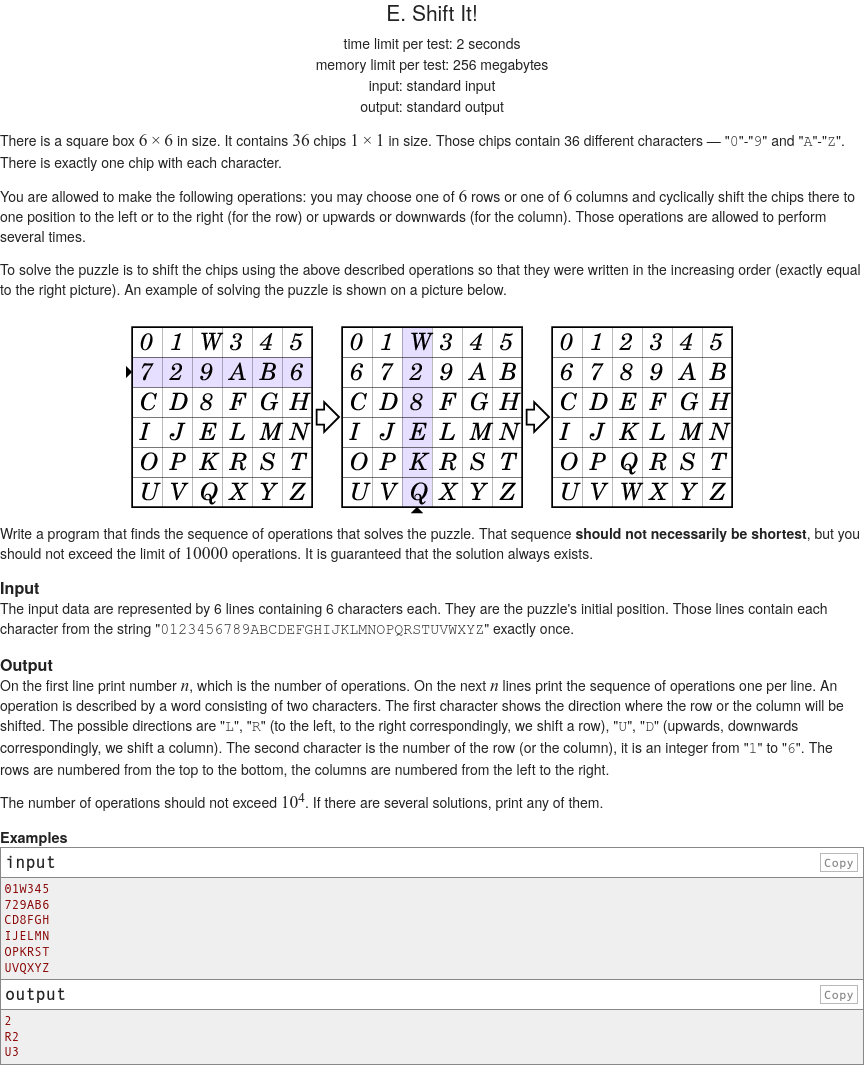 E. Shift It!
time limit per test: 2 seconds
memory limit per test: 256 megabytes
input: standard input
output: standard output
There is a square box 6 × 6 in size. It contains 36 chips 1 × 1 in size. Those chips contain 36 different characters — "0"-"9" and "A"-"Z".
There is exactly one chip with each character.
You are allowed to make the following operations: you may choose one of 6 rows or one of 6 columns and cyclically shift the chips there to
one position to the left or to the right (for the row) or upwards or downwards (for the column). Those operations are allowed to perform
several times.
To solve the puzzle is to shift the chips using the above described operations so that they were written in the increasing order (exactly equal
to the right picture). An example of solving the puzzle is shown on a picture below.
0 1 W 3 4 5 0 1 W 3 4 5 0 1 2 3 4 5
7 2 9 A B 6 6 7 2 9 A B 6 7 8 9 A B
C D 8 F G H C D 8 F G H C D E F G H
I J E L M N I J E L M N I J K L M N
O P K R S T O P K R S T O P Q R S T
U V Q X Y Z U V Q X Y Z U V W X Y Z
Write a program that finds the sequence of operations that solves the puzzle. That sequence should not necessarily be shortest, but you
should not exceed the limit of 10000 operations. It is guaranteed that the solution always exists.
Input
The input data are represented by 6 lines containing 6 characters each. They are the puzzle's initial position. Those lines contain each
character from the string "0123456789ABCDEFGHIJKLMNOPQRSTUVWXYZ" exactly once.
Output
On the first line print number n, which is the number of operations. On the next n lines print the sequence of operations one per line. An
operation is described by a word consisting of two characters. The first character shows the direction where the row or the column will be
shifted. The possible directions are "L", "R" (to the left, to the right correspondingly, we shift a row), "U", "D" (upwards, downwards
correspondingly, we shift a column). The second character is the number of the row (or the column), it is an integer from "1" to "6". The
rows are numbered from the top to the bottom, the columns are numbered from the left to the right.
The number of operations should not exceed 10⁴. If there are several solutions, print any of them.
Examples
input Copy
01W345
729AB6
CD8FGH
IJELMN
OPKRST
UVQXYZ
output Copy
2
R2
U3